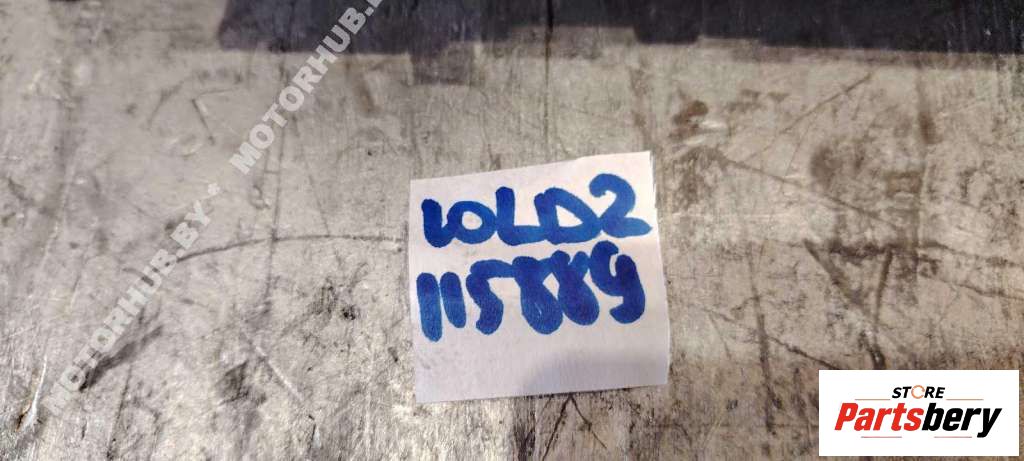 MOTORHUB.BY* MOTORHUB.B
10LD2
115889
STORE
Partsbery